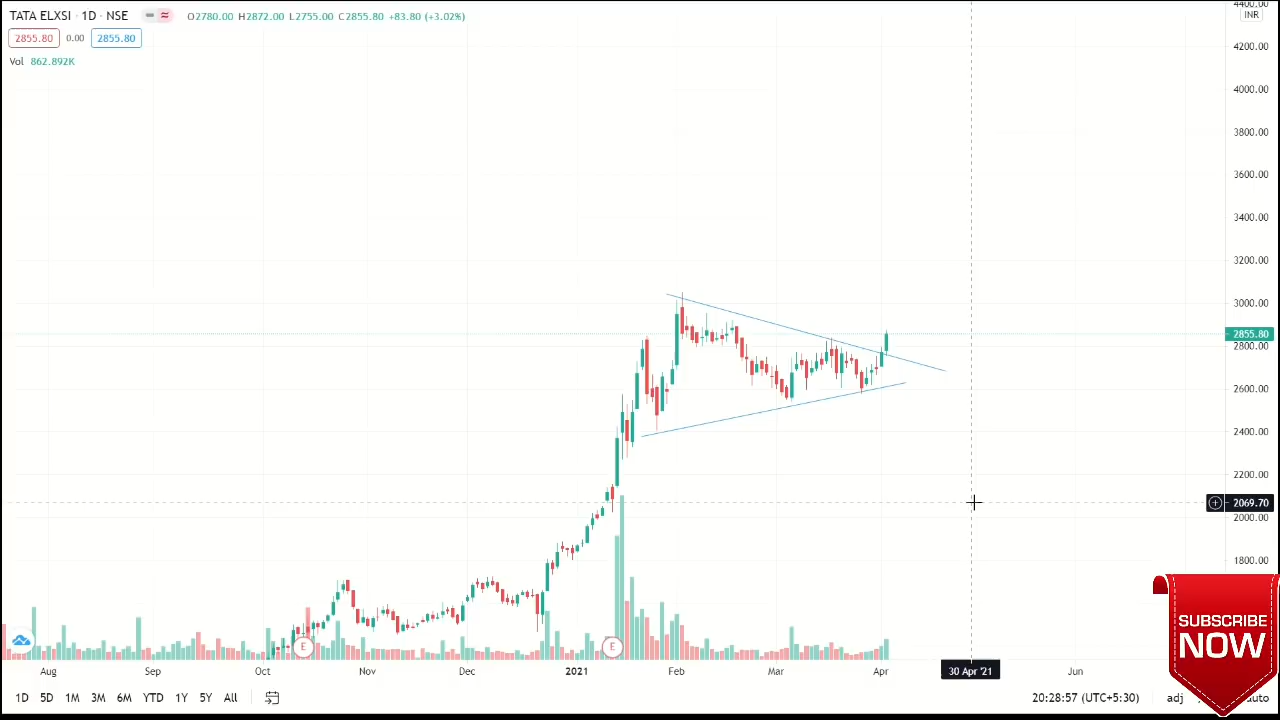 TATA ELXSI · 1D · NSE O2780.00 H2872.00 L2755.00 C2855.80 +83.80 (+3.02%)
2855.80 0.00 2855.80
Vol 862.892K
4400.00
INR
4200.00
4000.00
3800.00
3600.00
3400.00
3200.00
3000.00
2855.80
2800.00
2600.00
2400.00
2200.00
2069.70
2000.00
1800.00
E E
Aug Sep Oct Nov Dec 2021 Feb Mar Apr 30 Apr '21 Jun
1D 5D 1M 3M 6M YTD 1Y 5Y All 20:28:57 (UTC+5:30) adj auto
SUBSCRIBE
NOW